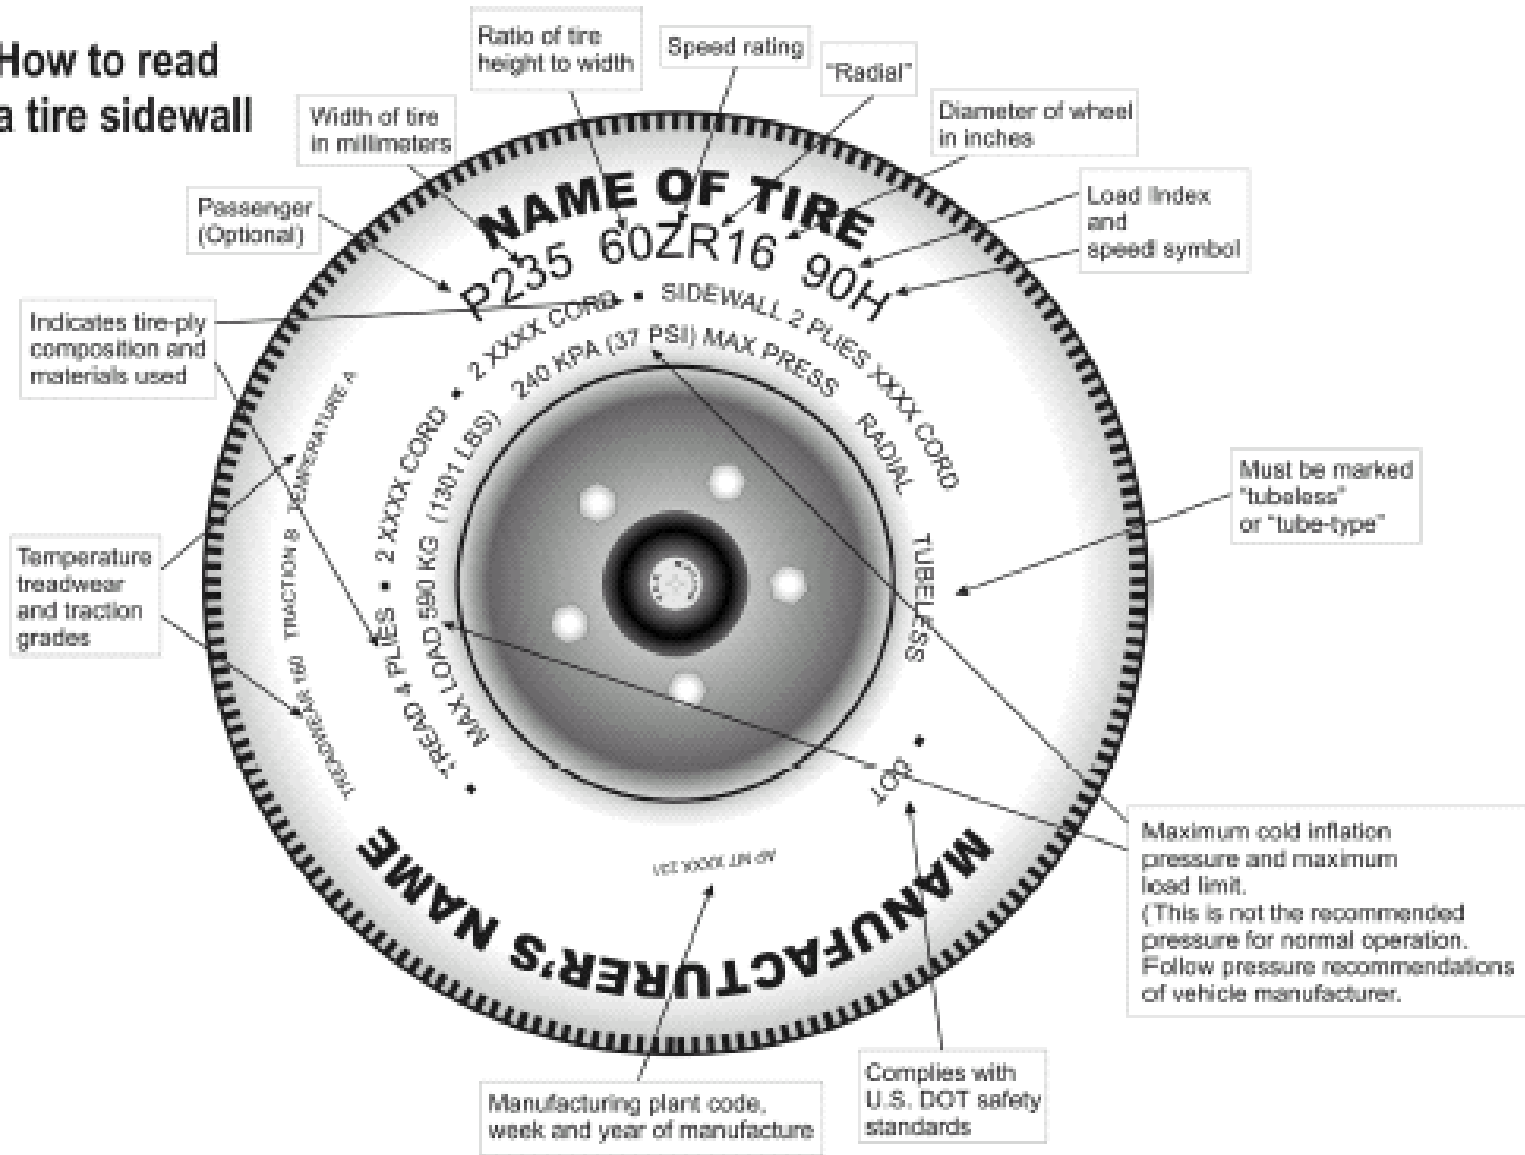 How to read
a tire sidewall
Ratio of tire
height to width
Speed rating
"Radial"
Width of tire
in millimeters
Diameter of wheel
in inches
Passenger
(Optional)
Load IIndex
and
speed symbol
NAME OF TIRE
P235 60ZR16 90H
Indicates tire-ply
composition and
materials used
• TREAD 4 PLIES • 2 XXXX CORD • 2 XXXX CORD • SIDEWALL 2 PLIES XXXX CORD
MAX LOAD 590 KG (1301 LBS) 240 KPA (37 PSI) MAX PRESS RADIAL TUBELESS
• DOT
TREADWEAR 160 TRACTION B TEMPERATURE A
Must be marked
"tubeless"
or "tube-type"
Temperature
treadwear
and traction
grades
MANUFACTURER'S NAME
Maximum cold inflation
pressure and maximum
load limit.
(This is not the recommended
pressure for normal operation.
Follow pressure recommendations
of vehicle manufacturer.
Manufacturing plant code,
week and year of manufacture
Complies with
U.S. DOT safety
standards